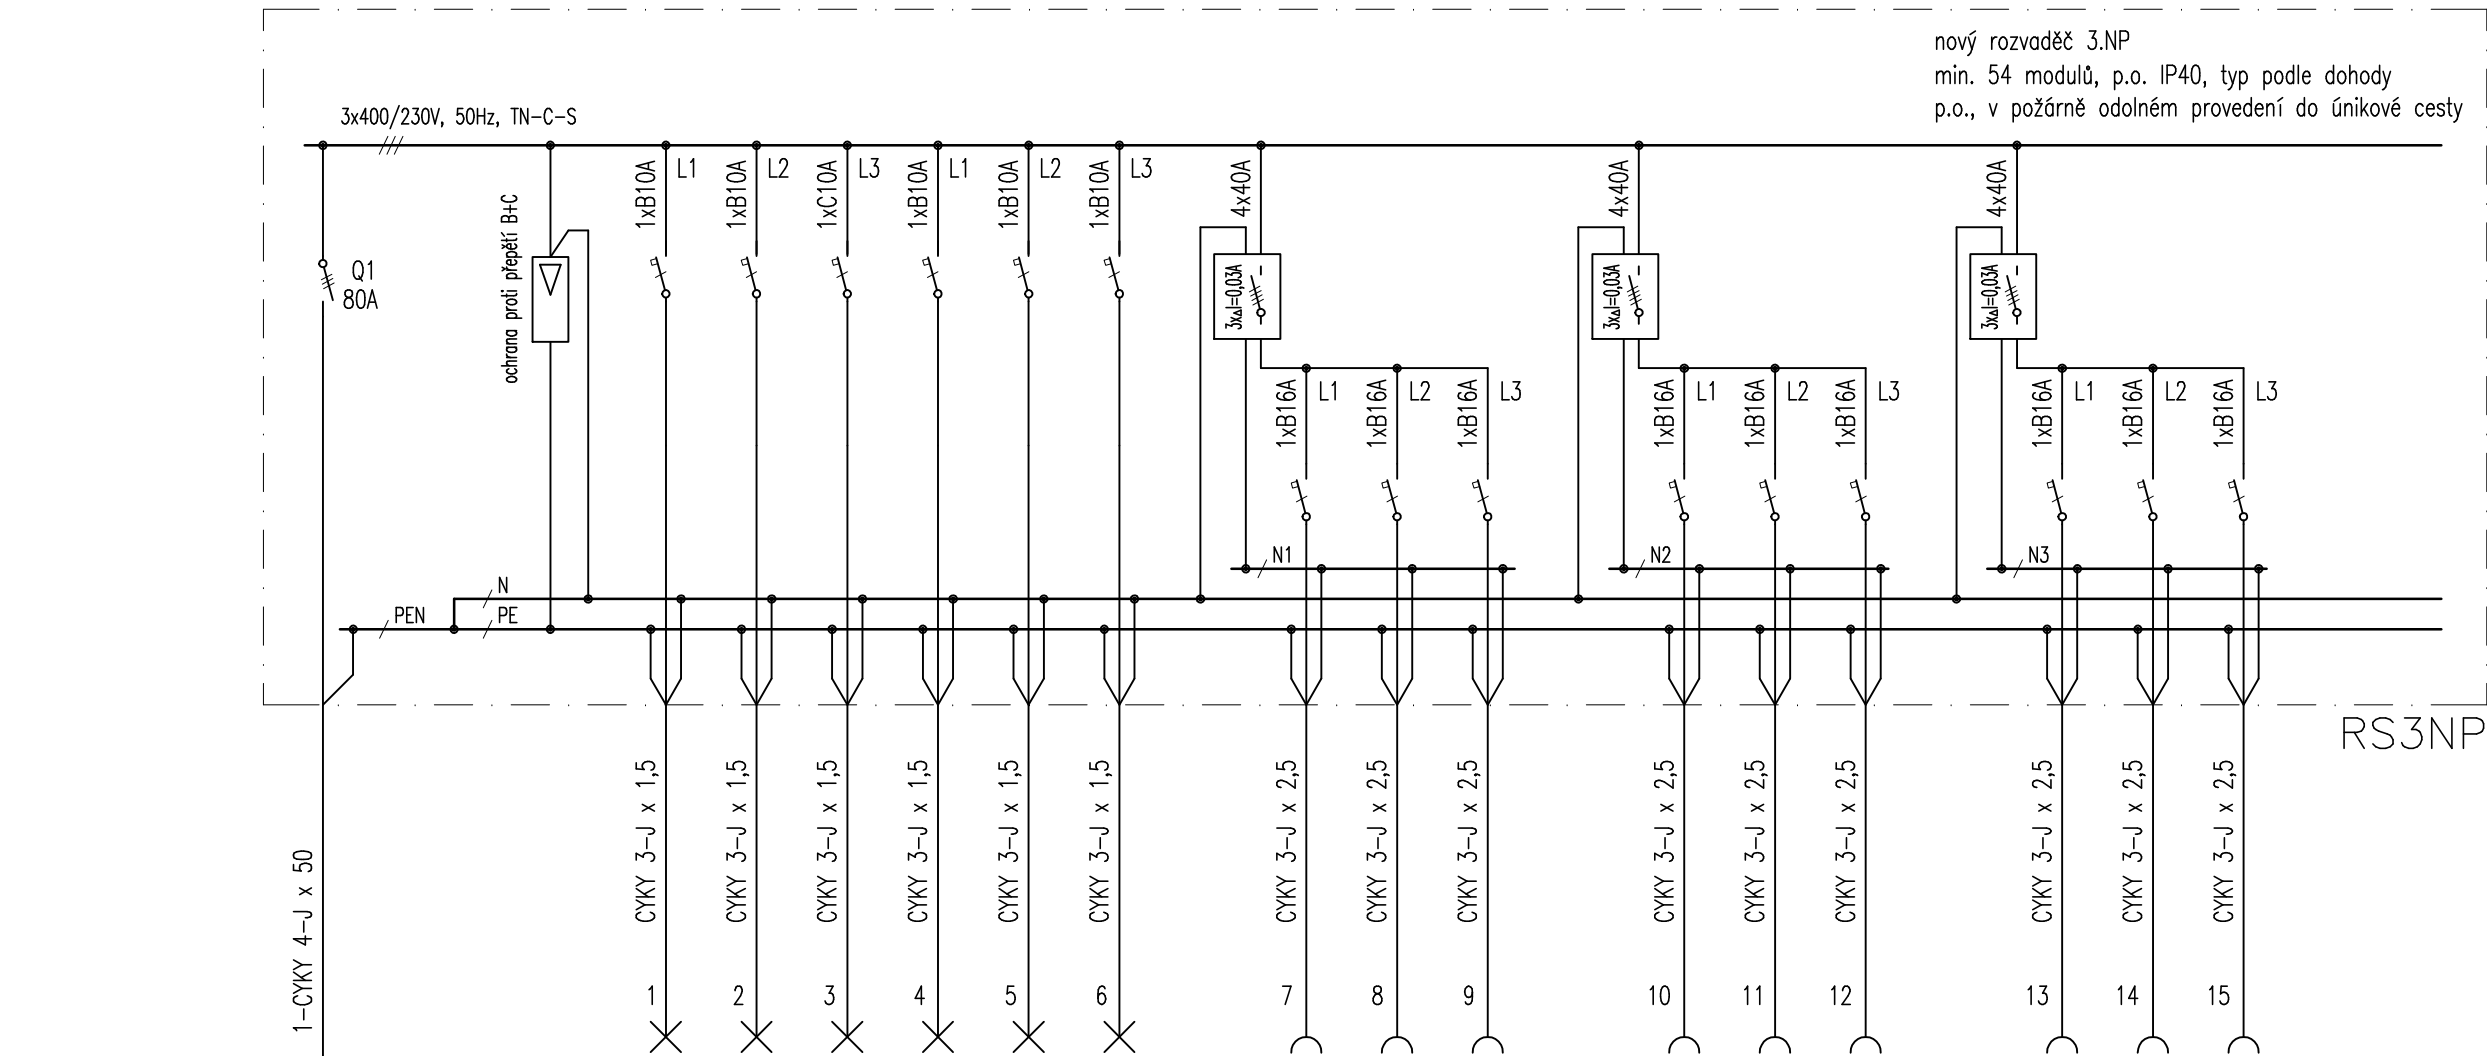 nový rozvaděč 3.NP
min. 54 modulů, p.o. IP40, typ podle dohody
p.o., v požárně odolném provedení do únikové cesty
3x400/230V, 50Hz, TN-C-S
1xB10A
L1
1xB10A
L2
1xC10A
L3
1xB10A
L1
1xB10A
L2
1xB10A
L3
4x40A
4x40A
4x40A
Q1
80A
ochrana proti přepětí B+C
3xΔI=0,03A
3xΔI=0,03A
3xΔI=0,03A
1xB16A
L1
1xB16A
L2
1xB16A
L3
1xB16A
L1
1xB16A
L2
1xB16A
L3
1xB16A
L1
1xB16A
L2
1xB16A
L3
N1
N2
N3
N
PEN
PE
RS3NP
1-CYKY 4-J x 50
CYKY 3-J x 1,5
CYKY 3-J x 1,5
CYKY 3-J x 1,5
CYKY 3-J x 1,5
CYKY 3-J x 1,5
CYKY 3-J x 1,5
CYKY 3-J x 2,5
CYKY 3-J x 2,5
CYKY 3-J x 2,5
CYKY 3-J x 2,5
CYKY 3-J x 2,5
CYKY 3-J x 2,5
CYKY 3-J x 2,5
CYKY 3-J x 2,5
CYKY 3-J x 2,5
1
2
3
4
5
6
7
8
9
10
11
12
13
14
15